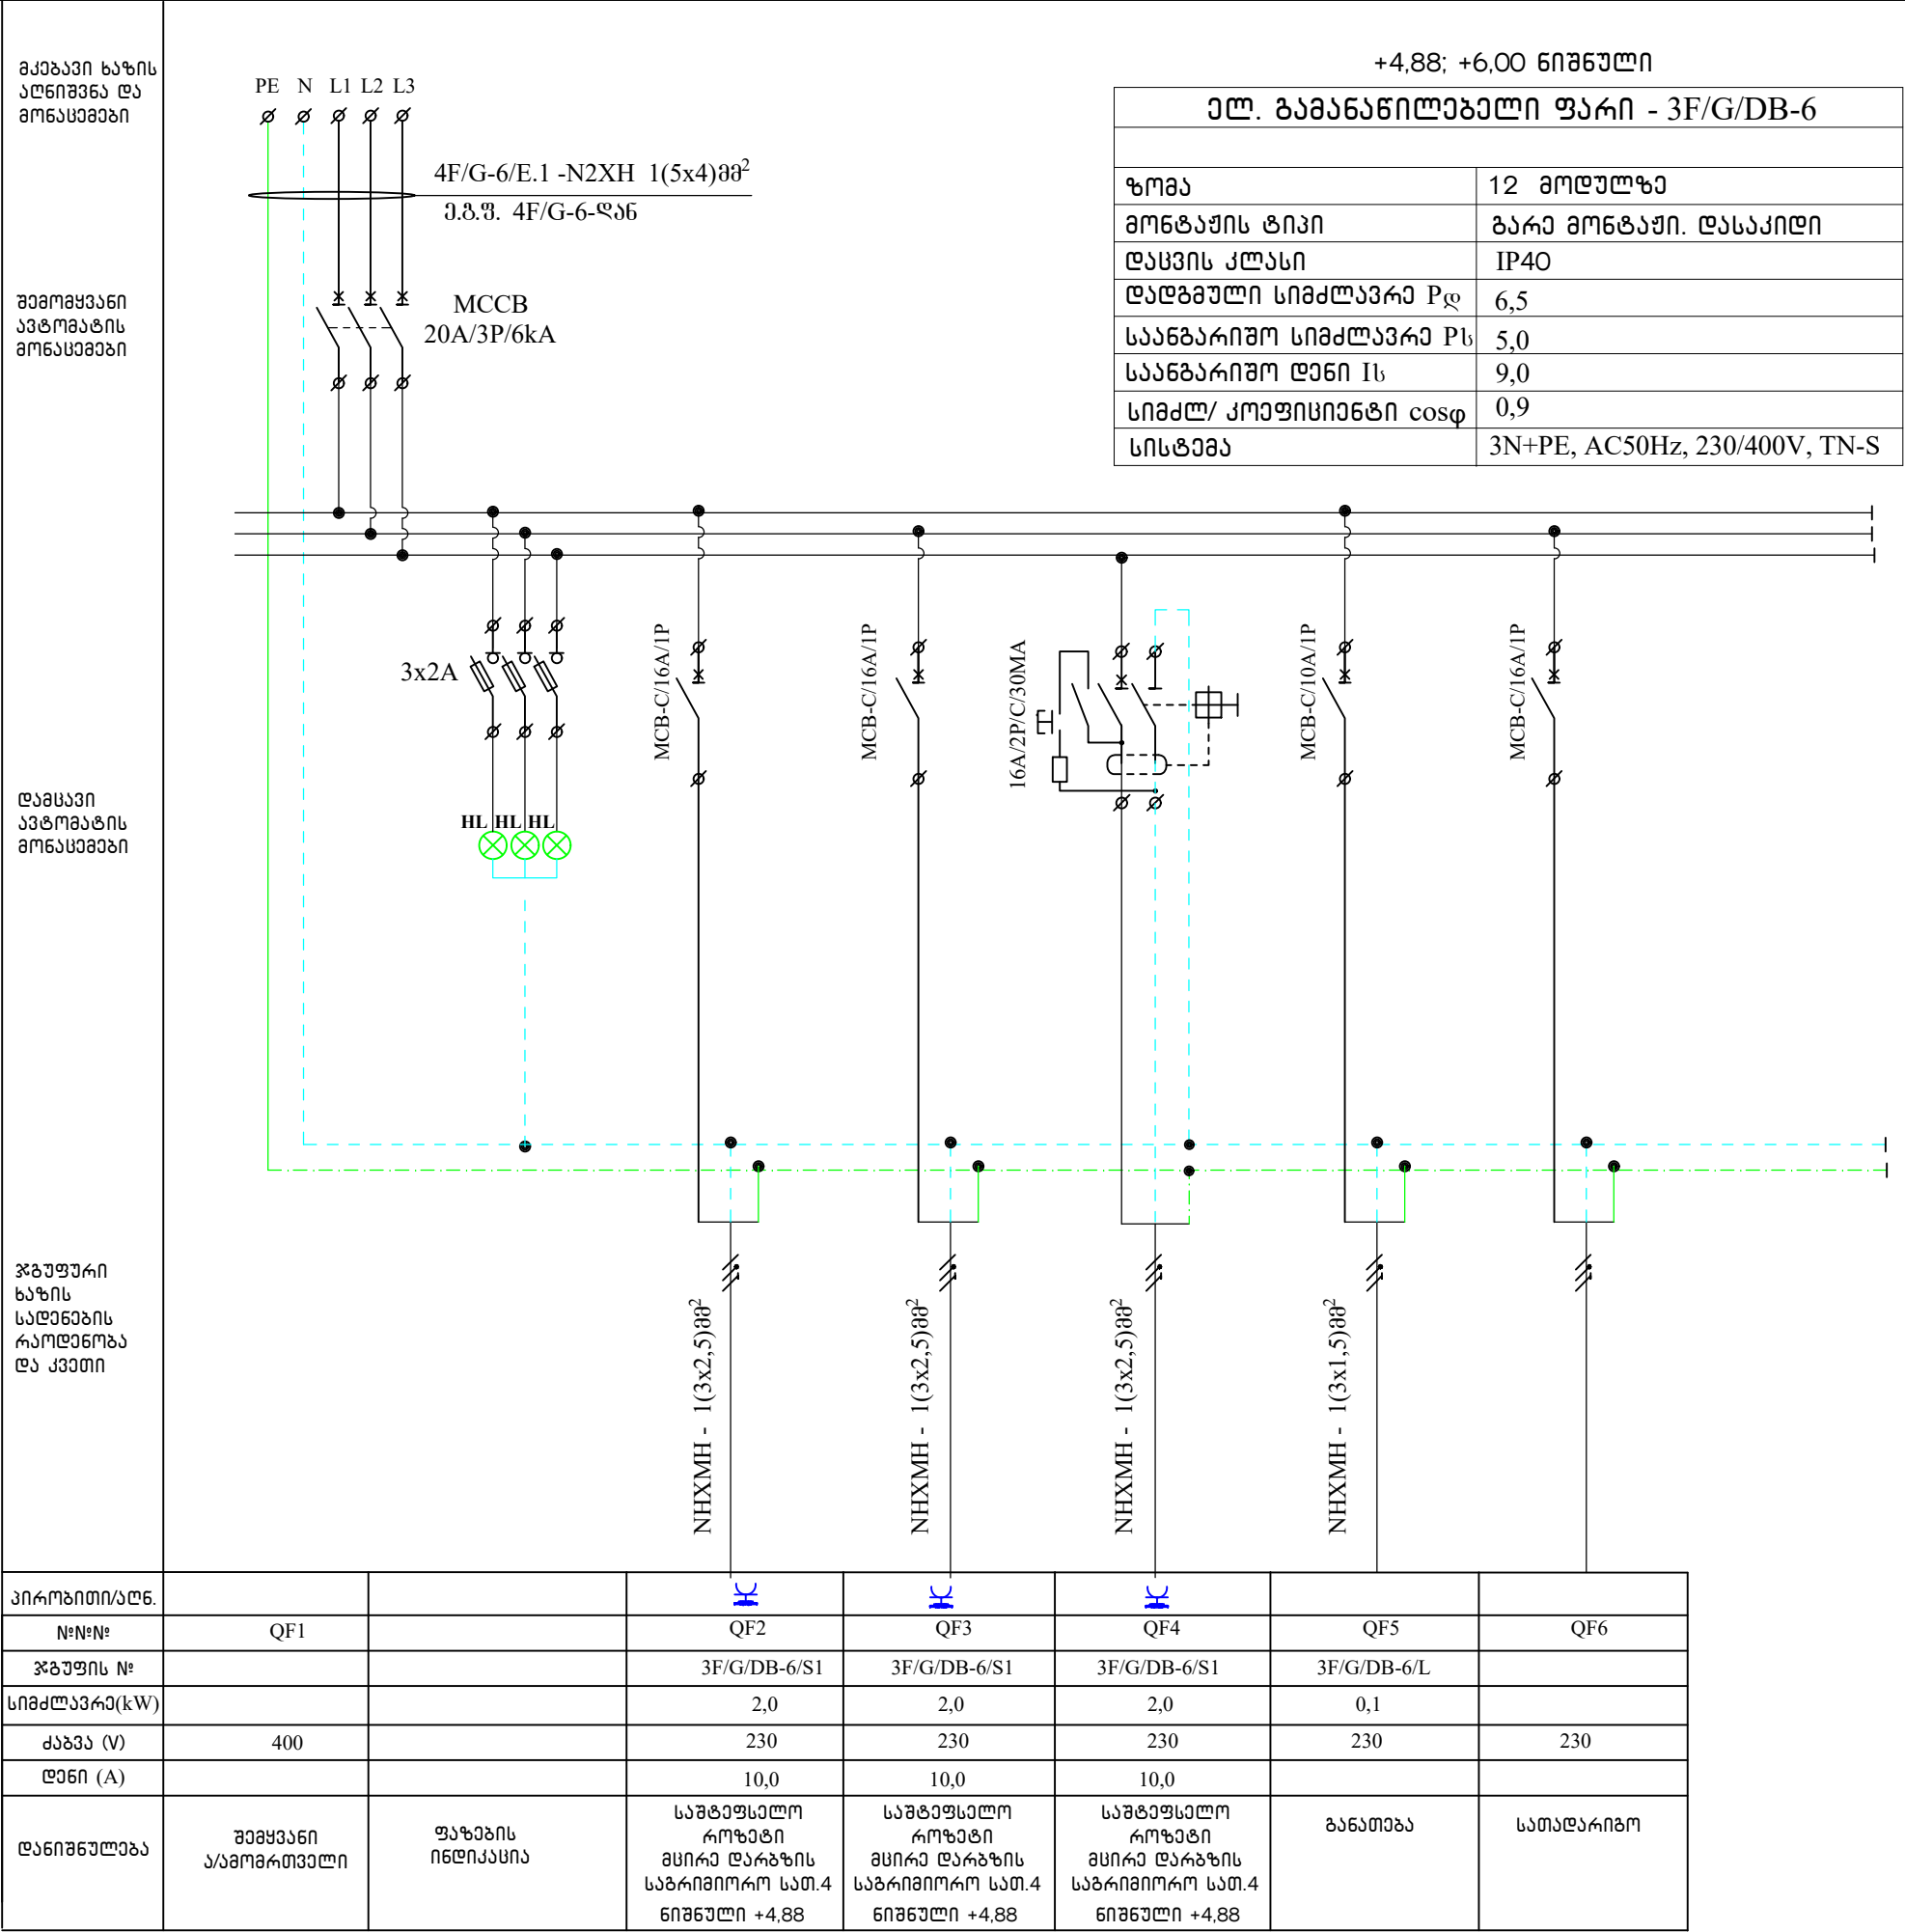 მკვებავი ხაზის
აღნიშვნა და
მონაცემები
PE N L1 L2 L3
4F/G-6/E.1 -N2XH 1(5x4)მმ²
ე.გ.ფ. 4F/G-6-დან
+4,88; +6,00 ნიშნული
ელ. გამანაწილებელი ფარი - 3F/G/DB-6
ზომა 12 მოდულზე
მონტაჟის ტიპი გარე მონტაჟი. დასაკიდი
დაცვის კლასი IP40
დადგმული სიმძლავრე Pდ 6,5
საანგარიშო სიმძლავრე Pს 5,0
საანგარიშო დენი Iს 9,0
სიმძლ/ კოეფიციენტი cosφ 0,9
სისტემა 3N+PE, AC50Hz, 230/400V, TN-S
შემომყვანი
ავტომატის
მონაცემები
MCCB
20A/3P/6kA
დამცავი
ავტომატის
მონაცემები
3x2A
HL HL HL
MCB-C/16A/1P
MCB-C/16A/1P
16A/2P/C/30MA
MCB-C/10A/1P
MCB-C/16A/1P
ჯგუფური
ხაზის
სადენების
რაოდენობა
და კვეთი
NHXMH - 1(3x2,5)მმ²
NHXMH - 1(3x2,5)მმ²
NHXMH - 1(3x2,5)მმ²
NHXMH - 1(3x1,5)მმ²
პირობითი/აღნ.
№№№ QF1 QF2 QF3 QF4 QF5 QF6
ჯგუფის № 3F/G/DB-6/S1 3F/G/DB-6/S1 3F/G/DB-6/S1 3F/G/DB-6/L
სიმძლავრე(kW) 2,0 2,0 2,0 0,1
ძაბვა (V) 400 230 230 230 230 230
დენი (A) 10,0 10,0 10,0
დანიშნულება
შემყვანი
ა/ამომრთველი
ფაზების
ინდიკაცია
საშტეფსელო
როზეტი
მცირე დარბზის
საგრიმიორო სათ.4
ნიშნული +4,88
საშტეფსელო
როზეტი
მცირე დარბზის
საგრიმიორო სათ.4
ნიშნული +4,88
საშტეფსელო
როზეტი
მცირე დარბზის
საგრიმიორო სათ.4
ნიშნული +4,88
განათება
სათადარიგო